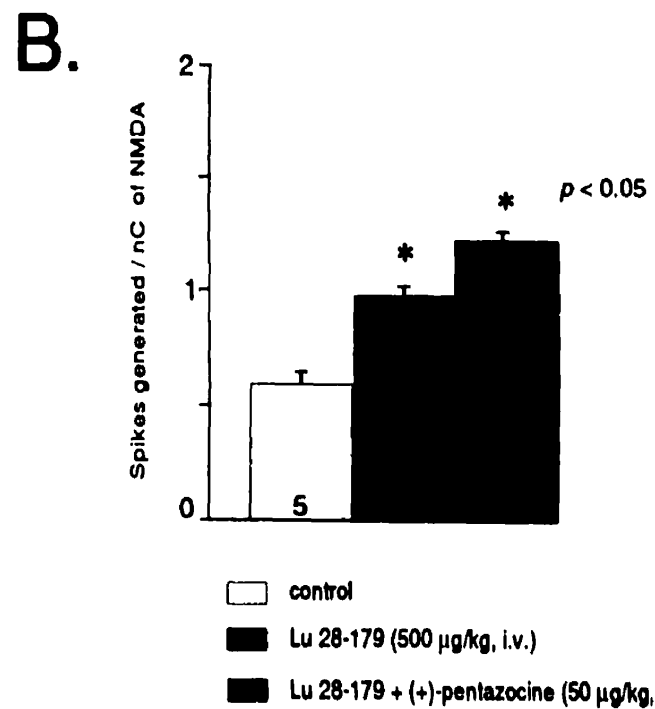 B.
2
Spikes generated / nC of NMDA
*
p < 0.05
*
1
0
5
control
Lu 28-179 (500 µg/kg, i.v.)
Lu 28-179 + (+)-pentazocine (50 µg/kg,